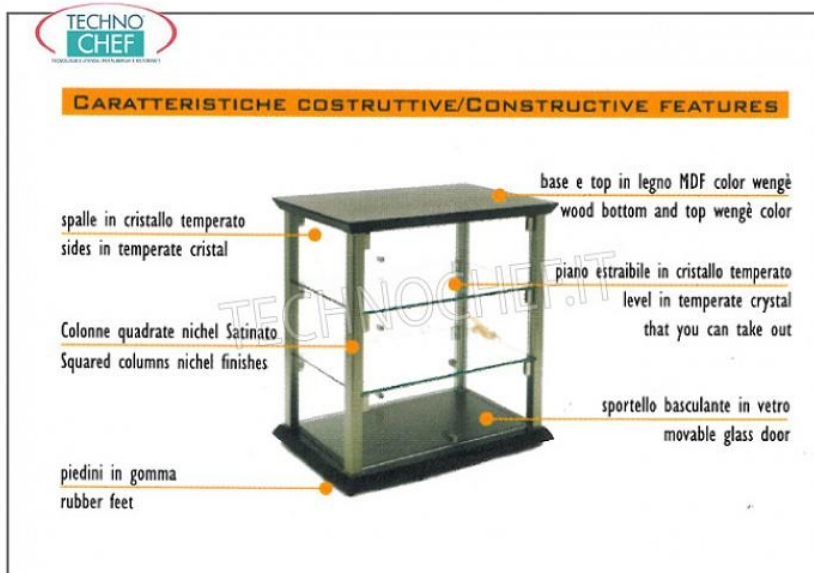 TECHNO
CHEF
CARATTERISTICHE COSTRUTTIVE/CONSTRUCTIVE FEATURES
base e top in legno MDF color wengè
wood bottom and top wengè color
spalle in cristallo temperato
sides in temperate cristal
piano estraibile in cristallo temperato
level in temperate crystal
that you can take out
TECHNOCHEF.IT
Colonne quadrate nichel Satinato
Squared columns nichel finishes
sportello basculante in vetro
movable glass door
piedini in gomma
rubber feet